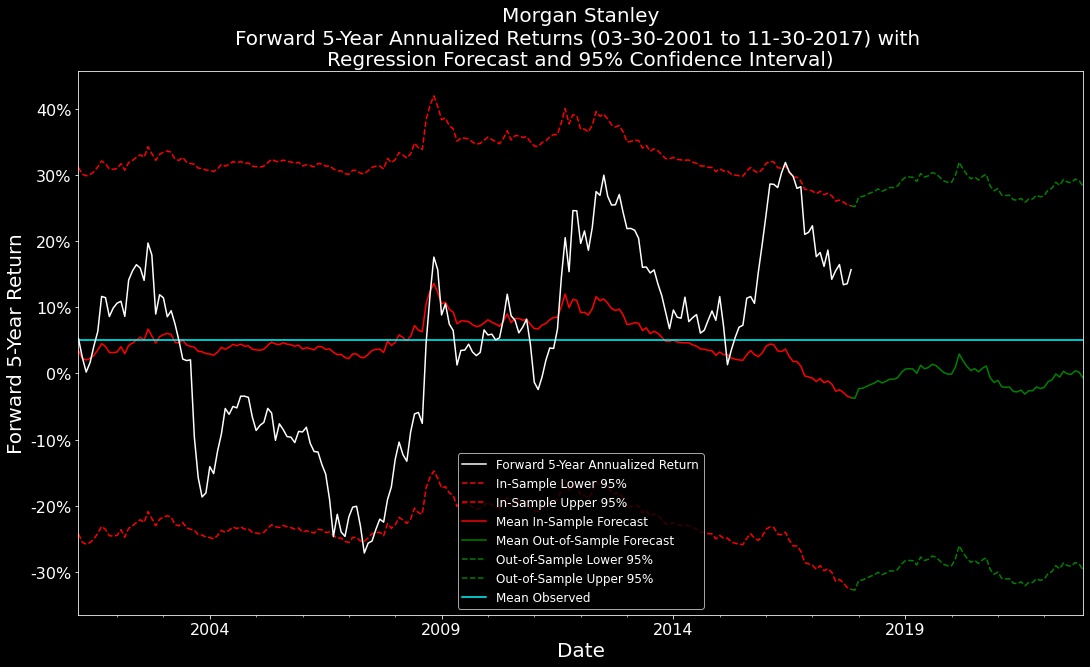 Morgan Stanley
Forward 5-Year Annualized Returns (03-30-2001 to 11-30-2017) with
Regression Forecast and 95% Confidence Interval)
Forward 5-Year Return
40%
30%
20%
10%
0%
-10%
-20%
-30%
Forward 5-Year Annualized Return
In-Sample Lower 95%
In-Sample Upper 95%
Mean In-Sample Forecast
Mean Out-of-Sample Forecast
Out-of-Sample Lower 95%
Out-of-Sample Upper 95%
Mean Observed
2004 2009 2014 2019
Date